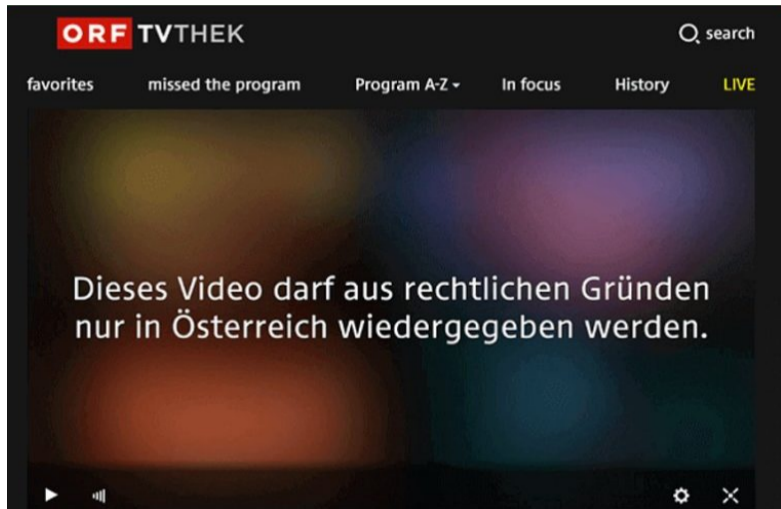 ORF TVTHEK
search
favorites missed the program Program A-Z In focus History LIVE
Dieses Video darf aus rechtlichen Gründen
nur in Österreich wiedergegeben werden.